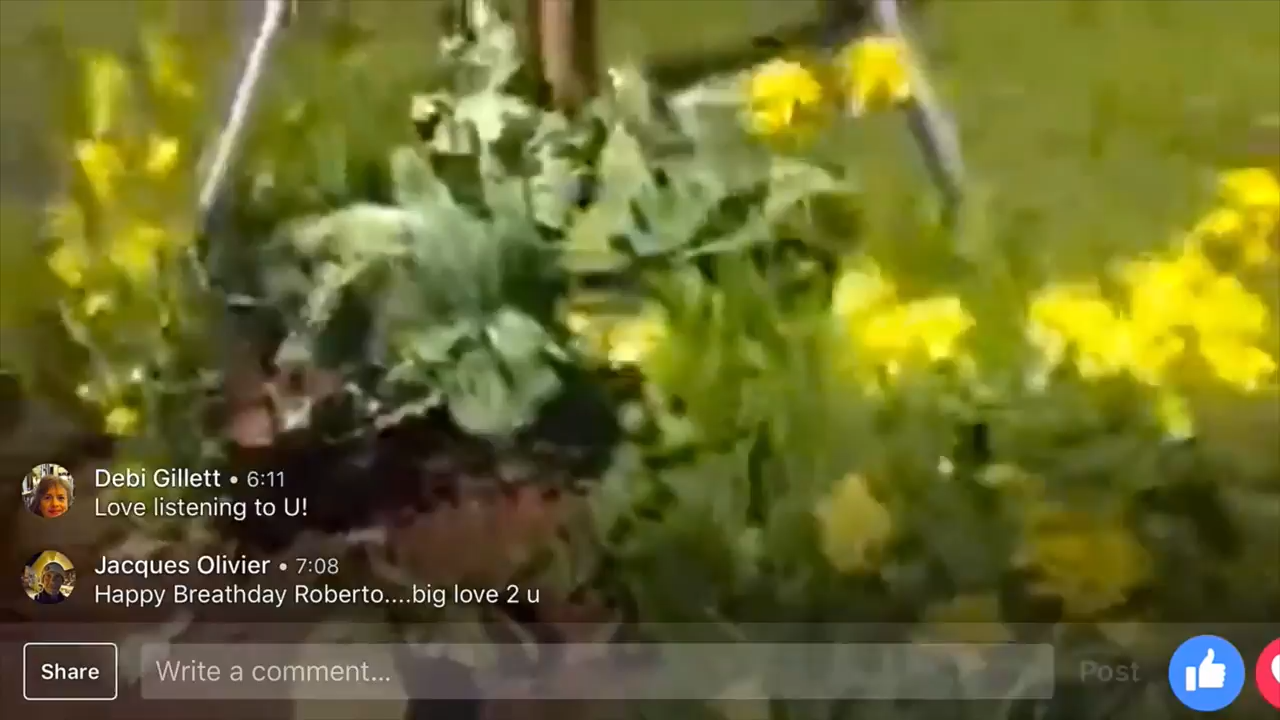 Debi Gillett • 6:11
Love listening to U!
Jacques Olivier • 7:08
Happy Breathday Roberto....big love 2 u
Share
Write a comment...
Post